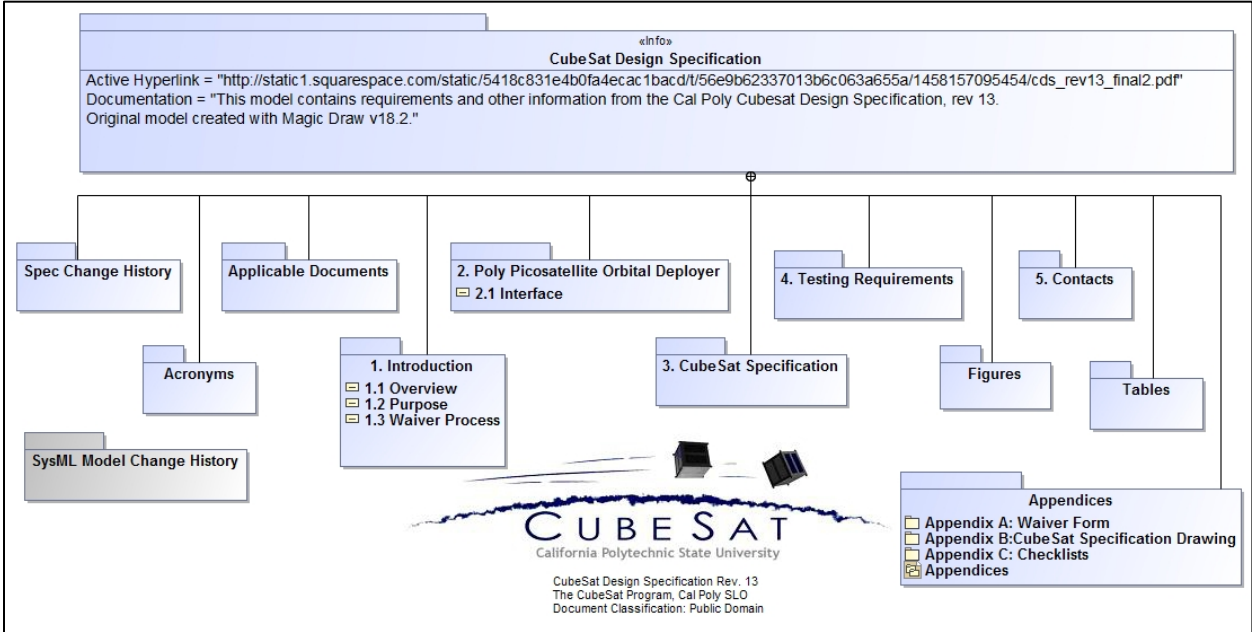 «Info»
CubeSat Design Specification
Active Hyperlink = "http://static1.squarespace.com/static/5418c831e4b0fa4ecac1bacd/t/56e9b62337013b6c063a655a/1458157095454/cds_rev13_final2.pdf"
Documentation = "This model contains requirements and other information from the Cal Poly Cubesat Design Specification, rev 13.
Original model created with Magic Draw v18.2."
Spec Change History
Applicable Documents
2. Poly Picosatellite Orbital Deployer
2.1 Interface
4. Testing Requirements
5. Contacts
Acronyms
1. Introduction
1.1 Overview
1.2 Purpose
1.3 Waiver Process
3. CubeSat Specification
Figures
Tables
SysML Model Change History
Appendices
Appendix A: Waiver Form
Appendix B:CubeSat Specification Drawing
Appendix C: Checklists
Appendices
CUBESAT
California Polytechnic State University
CubeSat Design Specification Rev. 13
The CubeSat Program, Cal Poly SLO
Document Classification: Public Domain